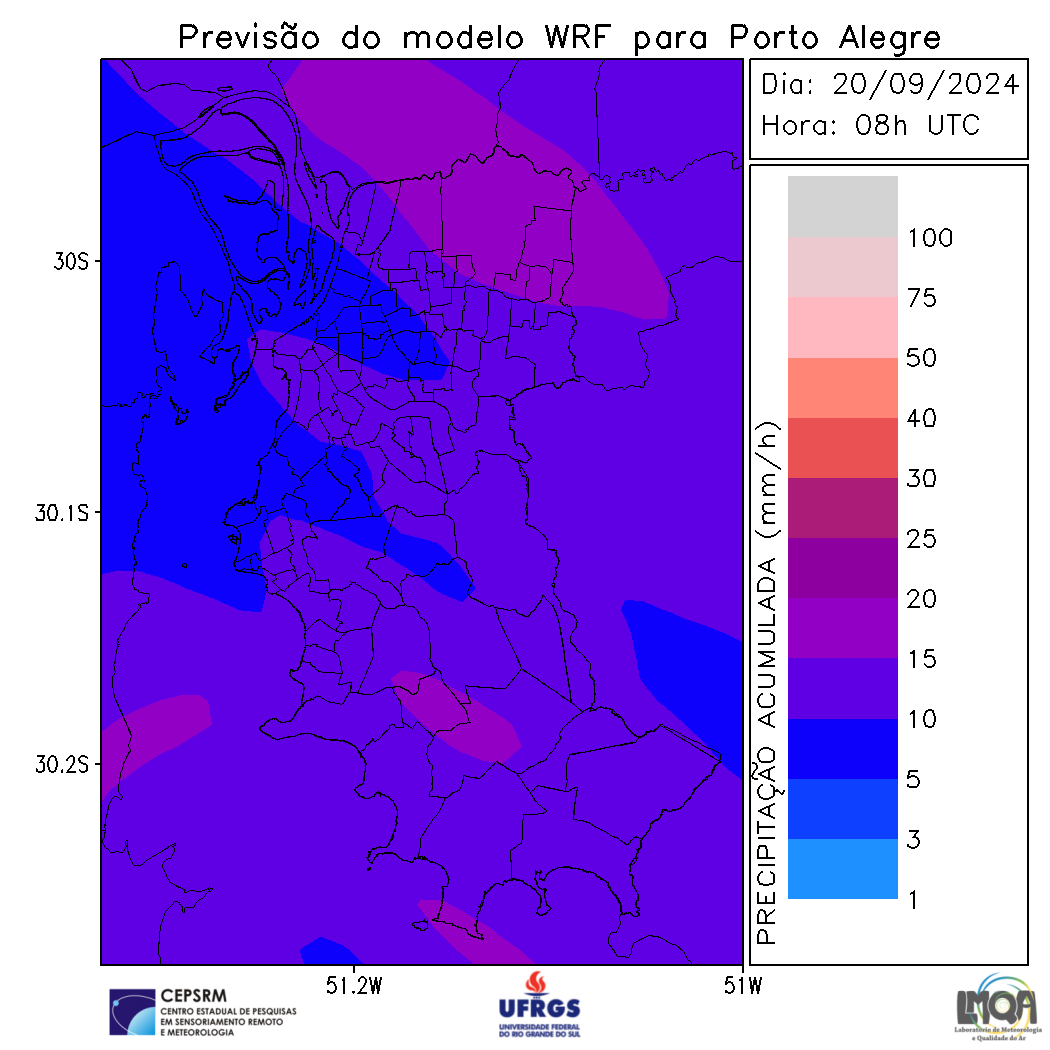 Previsão do modelo WRF para Porto Alegre
Dia: 20/09/2024
Hora: 08h UTC
30S
30.1S
30.2S
51.2W
51W
PRECIPITAÇÃO ACUMULADA (mm/h)
100
75
50
40
30
25
20
15
10
5
3
1
CEPSRM
CENTRO ESTADUAL DE PESQUISAS
EM SENSORIAMENTO REMOTO
E METEOROLOGIA
UFRGS
UNIVERSIDADE FEDERAL
DO RIO GRANDE DO SUL
LMQA
Laboratório de Meteorologia
e Qualidade do Ar